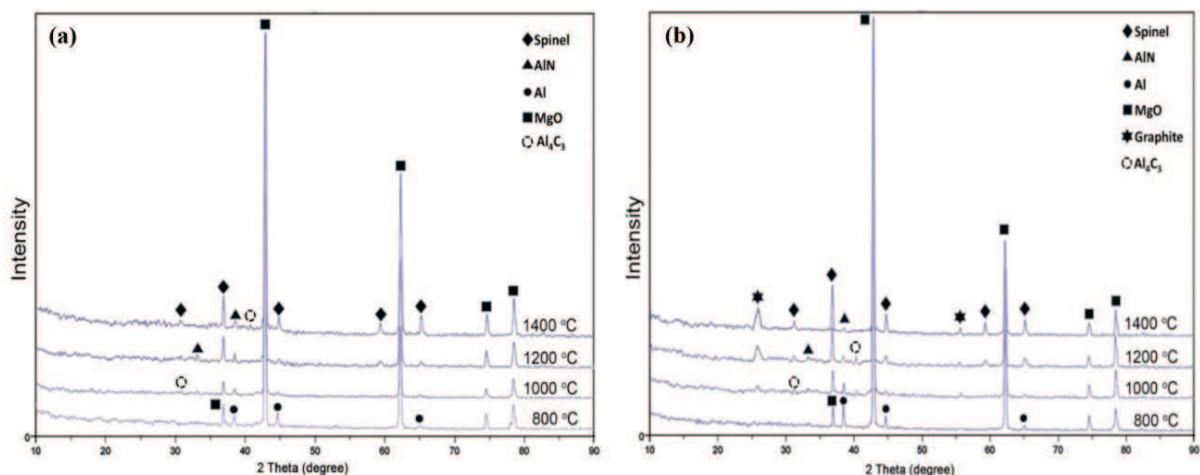 (a)
Spinel
AlN
Al
MgO
Al₄C₃
Intensity
1400 °C
1200 °C
1000 °C
800 °C
0
10 20 30 40 50 60 70 80 90
2 Theta (degree)
(b)
Spinel
AlN
Al
MgO
Graphite
Al₄C₃
Intensity
1400 °C
1200 °C
1000 °C
800 °C
0
10 20 30 40 50 60 70 80 90
2 Theta (degree)